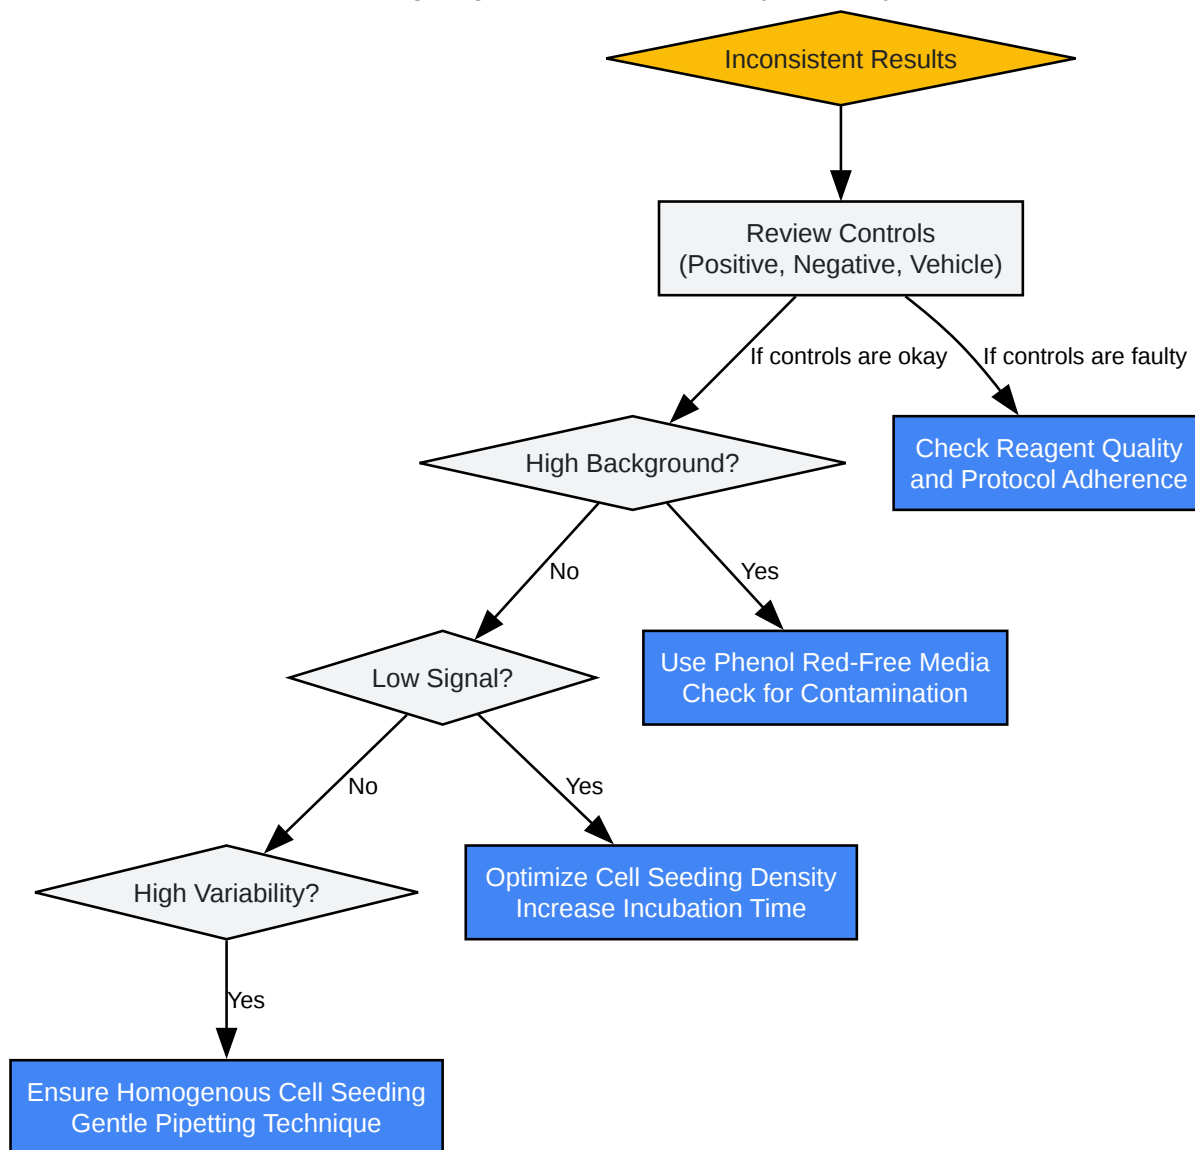 Inconsistent Results
Review Controls
(Positive, Negative, Vehicle)
If controls are okay
If controls are faulty
High Background?
Check Reagent Quality
and Protocol Adherence
No
Yes
Low Signal?
Use Phenol Red-Free Media
Check for Contamination
No
Yes
High Variability?
Optimize Cell Seeding Density
Increase Incubation Time
Yes
Ensure Homogenous Cell Seeding
Gentle Pipetting Technique